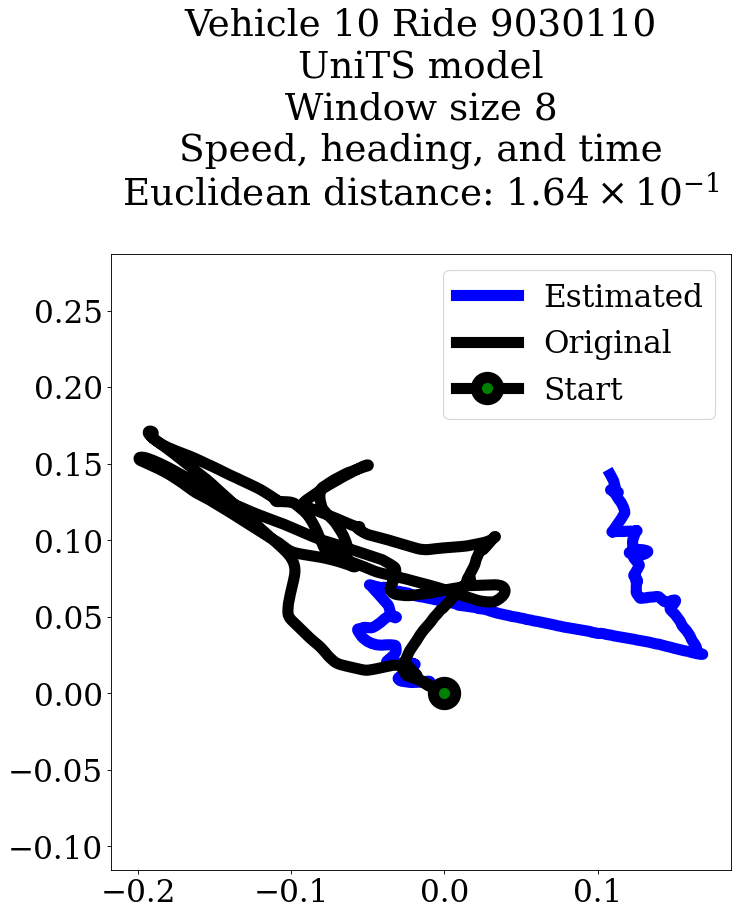 Vehicle 10 Ride 9030110
UniTS model
Window size 8
Speed, heading, and time
Euclidean distance: 1.64 × 10⁻¹
Estimated
Original
Start
0.25
0.20
0.15
0.10
0.05
0.00
−0.05
−0.10
−0.2 −0.1 0.0 0.1